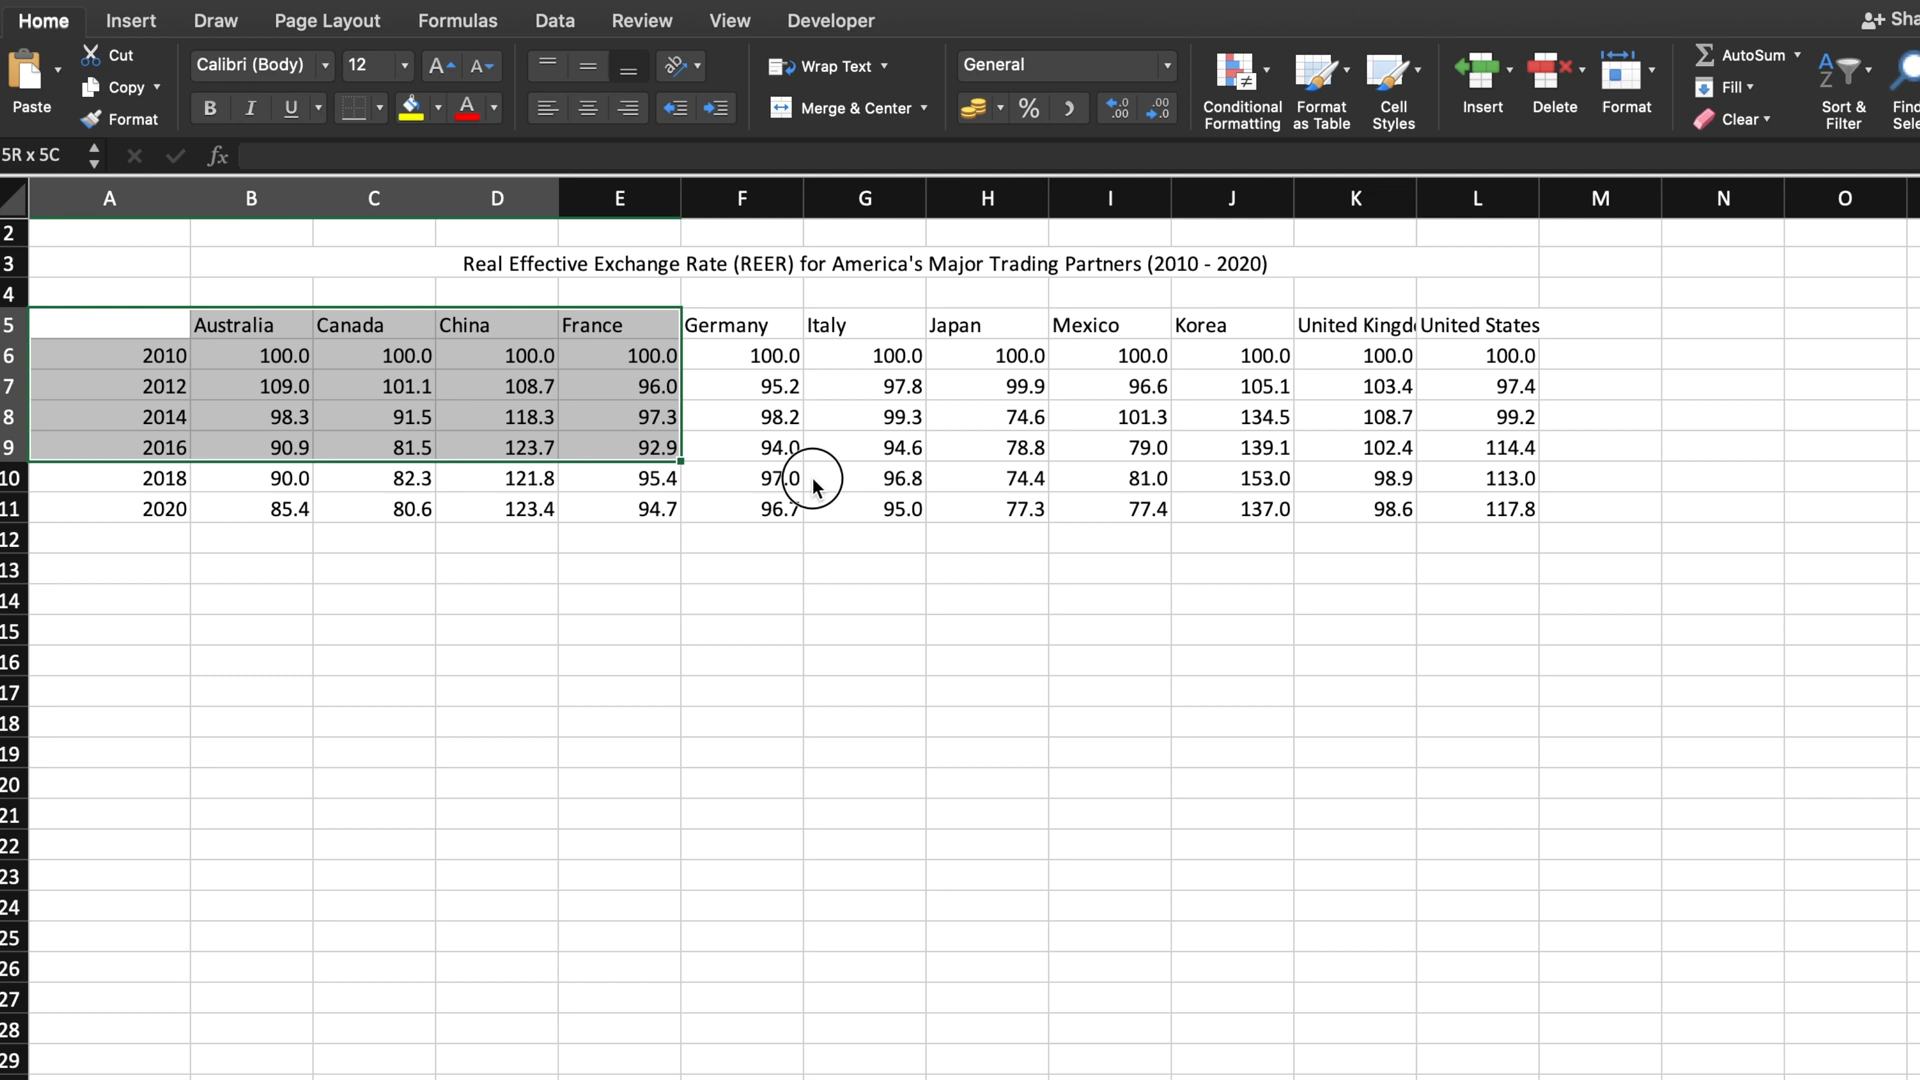 Home Insert Draw Page Layout Formulas Data Review View Developer
Paste Cut Copy Format
Calibri (Body) 12 A A
B I U A
Wrap Text
Merge & Center
General
% .0 .00 .00 .0
Conditional Formatting
Format as Table
Cell Styles
Insert Delete Format
AutoSum
Fill
Clear
Sort & Filter
5R x 5C fx
A B C D E F G H I J K L M N O
2
3 Real Effective Exchange Rate (REER) for America's Major Trading Partners (2010 - 2020)
4
5 Australia Canada China France Germany Italy Japan Mexico Korea United Kingd United States
6 2010 100.0 100.0 100.0 100.0 100.0 100.0 100.0 100.0 100.0 100.0 100.0
7 2012 109.0 101.1 108.7 96.0 95.2 97.8 99.9 96.6 105.1 103.4 97.4
8 2014 98.3 91.5 118.3 97.3 98.2 99.3 74.6 101.3 134.5 108.7 99.2
9 2016 90.9 81.5 123.7 92.9 94.0 94.6 78.8 79.0 139.1 102.4 114.4
10 2018 90.0 82.3 121.8 95.4 97.0 96.8 74.4 81.0 153.0 98.9 113.0
11 2020 85.4 80.6 123.4 94.7 96.7 95.0 77.3 77.4 137.0 98.6 117.8
12
13
14
15
16
17
18
19
20
21
22
23
24
25
26
27
28
29